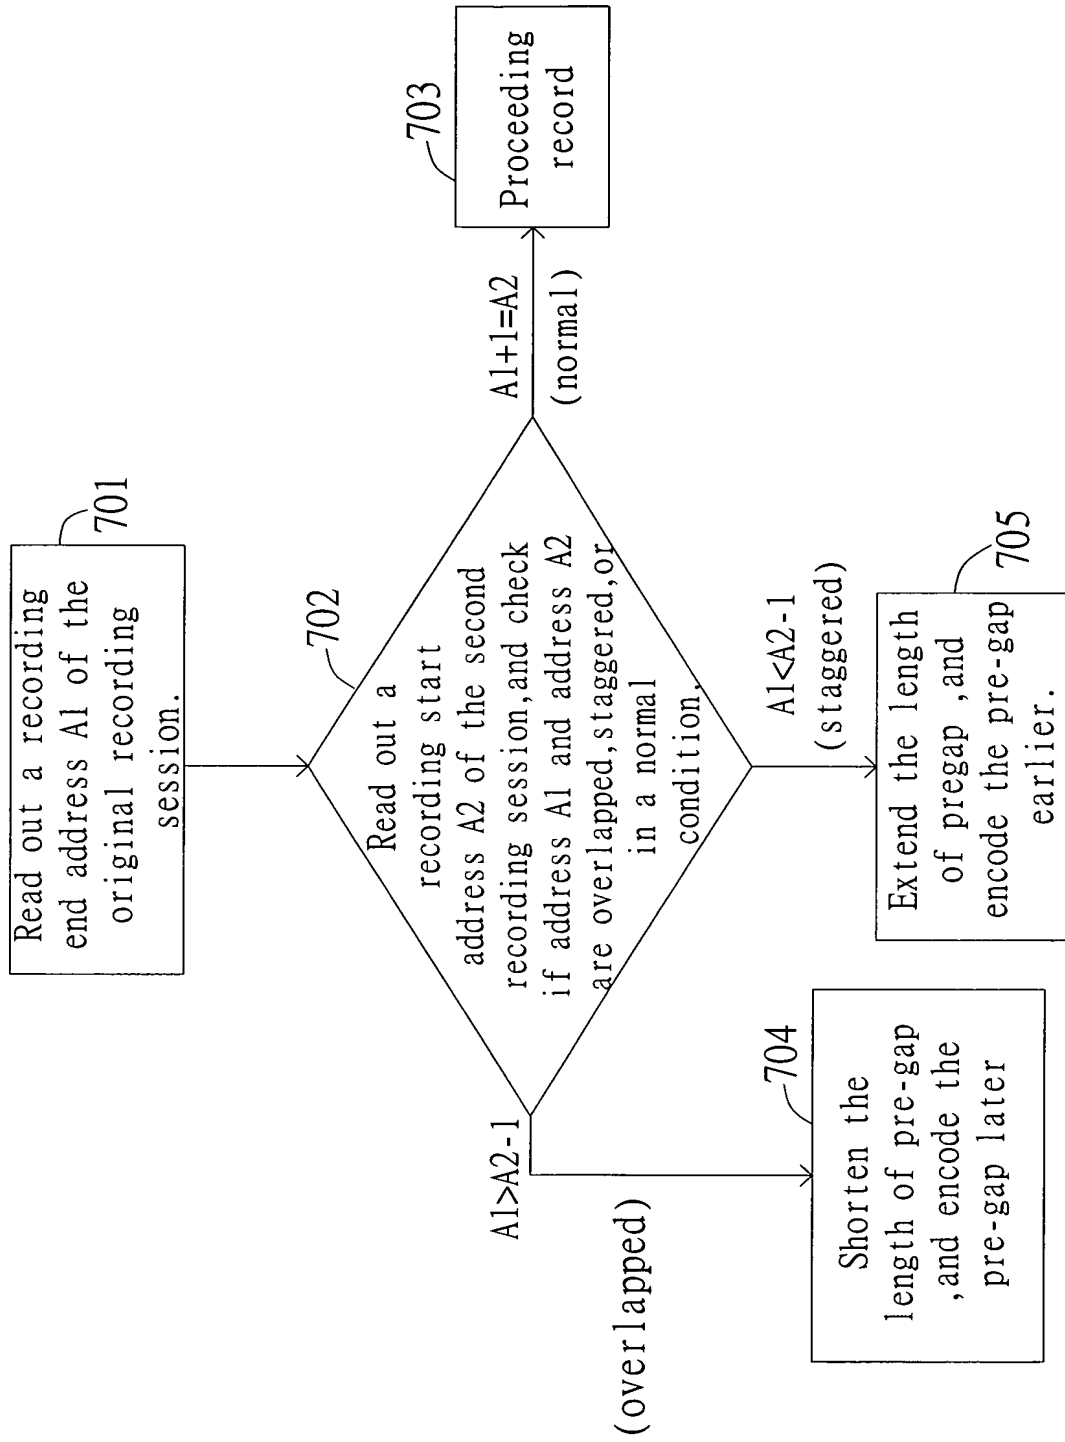 Read out a recording
end address A1 of the
original recording
session.
701
Read out a
recording start
address A2 of the second
recording session,and check
if address A1 and address A2
are overlapped,staggered,or
in a normal
condition.
702
A1+1=A2
(normal)
Proceeding
record
703
A1>A2-1
(overlapped)
Shorten the
length of pre-gap
,and encode the
pre-gap later
704
A1<A2-1
(staggered)
Extend the length
of pregap ,and
encode the pre-gap
earlier.
705